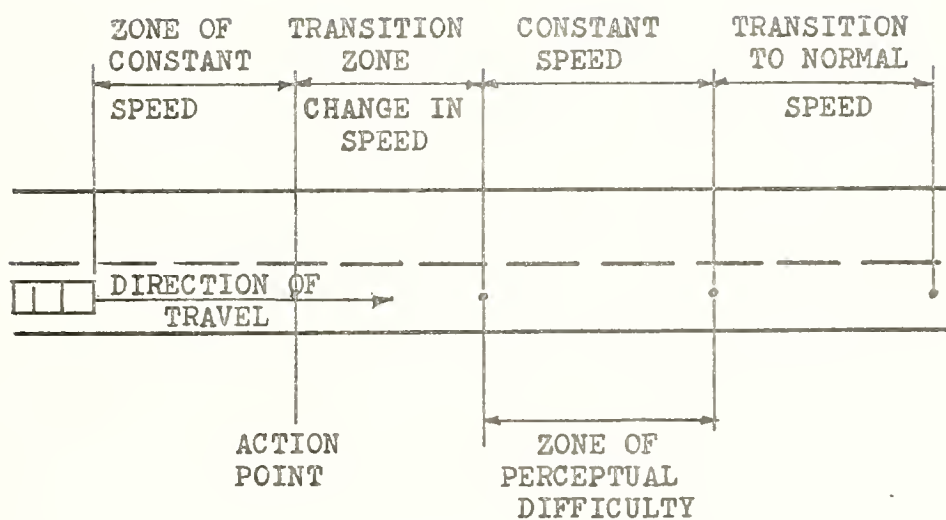 ZONE OF
CONSTANT
SPEED
TRANSITION
ZONE
CHANGE IN
SPEED
CONSTANT
SPEED
TRANSITION
TO NORMAL
SPEED
DIRECTION OF
TRAVEL
ACTION
POINT
ZONE OF
PERCEPTUAL
DIFFICULTY